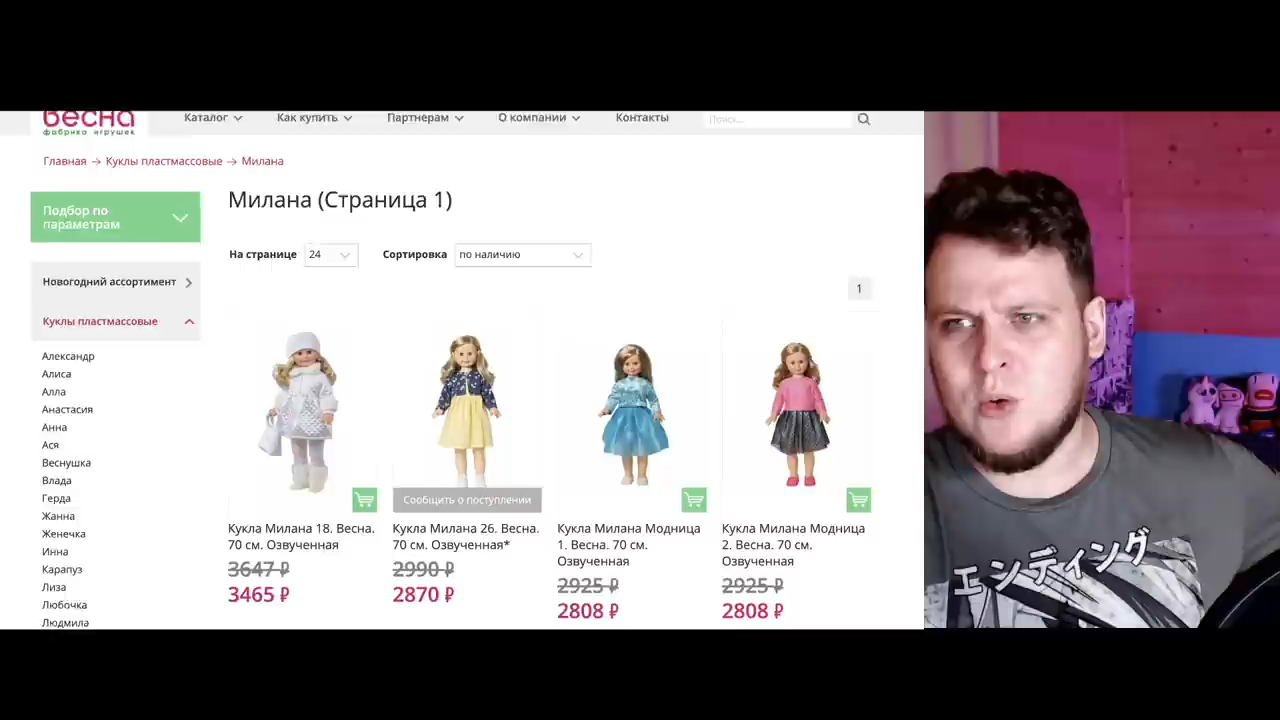 весна
фабрика игрушек
Каталог
Как купить
Партнерам
О компании
Контакты
Поиск...
Главная → Куклы пластмассовые → Милана
Подбор по
параметрам
Милана (Страница 1)
На странице 24 Сортировка по наличию
1
Новогодний ассортимент
Куклы пластмассовые
Александр
Алиса
Алла
Анастасия
Анна
Ася
Веснушка
Влада
Герда
Жанна
Женечка
Инна
Карапуз
Лиза
Любочка
Людмила
Кукла Милана 18. Весна.
70 см. Озвученная
3647 ₽
3465 ₽
Сообщить о поступлении
Кукла Милана 26. Весна.
70 см. Озвученная*
2990 ₽
2870 ₽
Кукла Милана Модница
1. Весна. 70 см.
Озвученная
2925 ₽
2808 ₽
Кукла Милана Модница
2. Весна. 70 см.
Озвученная
2925 ₽
2808 ₽
エンディング